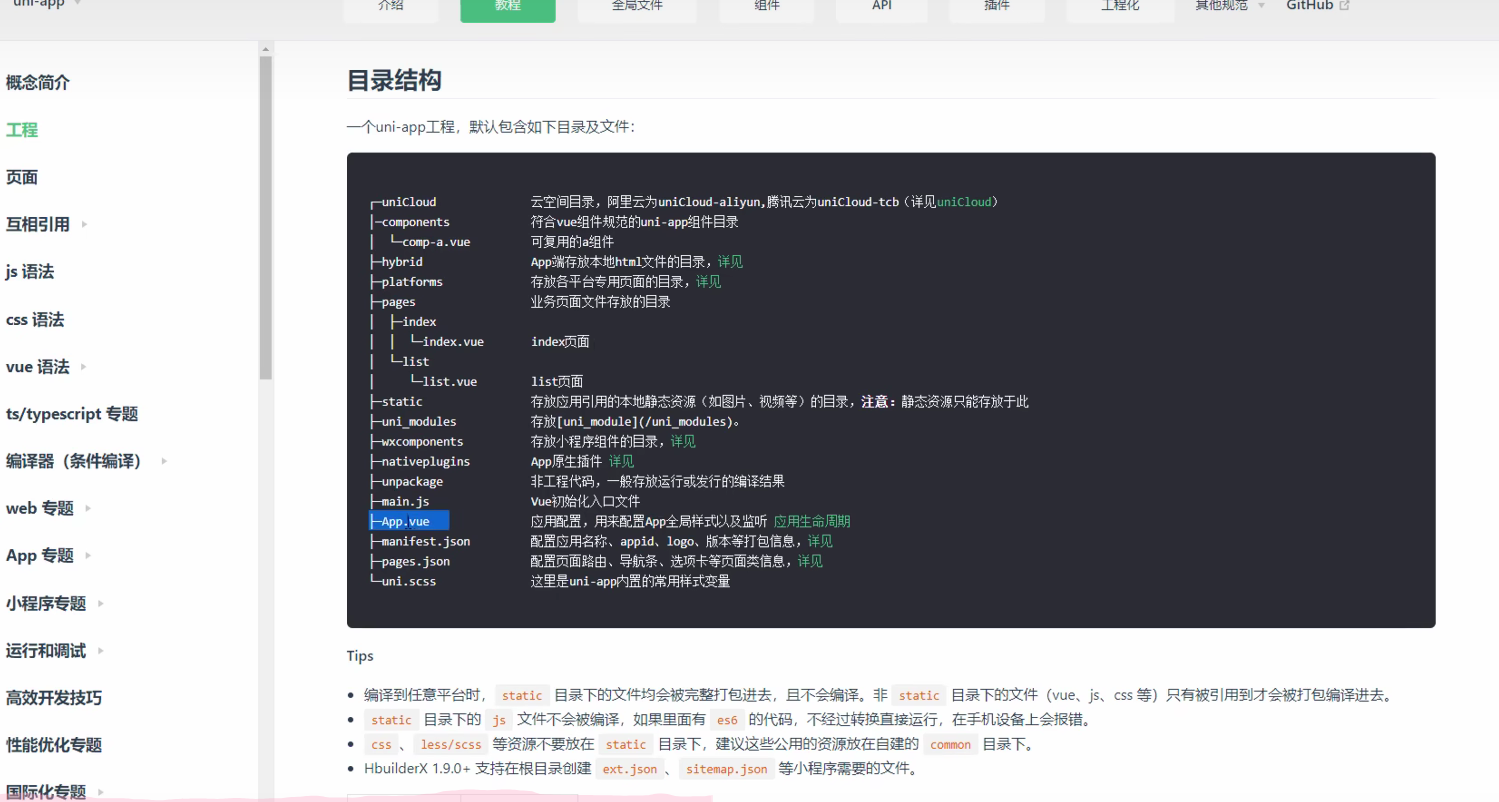 uni-app
介绍
教程
全局文件
组件
API
插件
工程化
其他规范
GitHub
概念简介
工程
页面
互相引用
js 语法
css 语法
vue 语法
ts/typescript 专题
编译器（条件编译）
web 专题
App 专题
小程序专题
运行和调试
高效开发技巧
性能优化专题
国际化专题
目录结构
一个uni-app工程，默认包含如下目录及文件：
┌─uniCloud 云空间目录，阿里云为uniCloud-aliyun,腾讯云为uniCloud-tcb（详见uniCloud）
│─components 符合vue组件规范的uni-app组件目录
│ └─comp-a.vue 可复用的a组件
├─hybrid App端存放本地html文件的目录，详见
├─platforms 存放各平台专用页面的目录，详见
├─pages 业务页面文件存放的目录
│ ├─index
│ │ └─index.vue index页面
│ └─list
│ └─list.vue list页面
├─static 存放应用引用的本地静态资源（如图片、视频等）的目录，注意：静态资源只能存放于此
├─uni_modules 存放[uni_module](/uni_modules)。
├─wxcomponents 存放小程序组件的目录，详见
├─nativeplugins App原生插件 详见
├─unpackage 非工程代码，一般存放运行或发行的编译结果
├─main.js Vue初始化入口文件
├─App.vue 应用配置，用来配置App全局样式以及监听 应用生命周期
├─manifest.json 配置应用名称、appid、logo、版本等打包信息，详见
├─pages.json 配置页面路由、导航条、选项卡等页面类信息，详见
└─uni.scss 这里是uni-app内置的常用样式变量
Tips
• 编译到任意平台时， static 目录下的文件均会被完整打包进去，且不会编译。非 static 目录下的文件（vue、js、css 等）只有被引用到才会被打包编译进去。
• static 目录下的 js 文件不会被编译，如果里面有 es6 的代码，不经过转换直接运行，在手机设备上会报错。
• css 、 less/scss 等资源不要放在 static 目录下，建议这些公用的资源放在自建的 common 目录下。
• HbuilderX 1.9.0+ 支持在根目录创建 ext.json 、 sitemap.json 等小程序需要的文件。